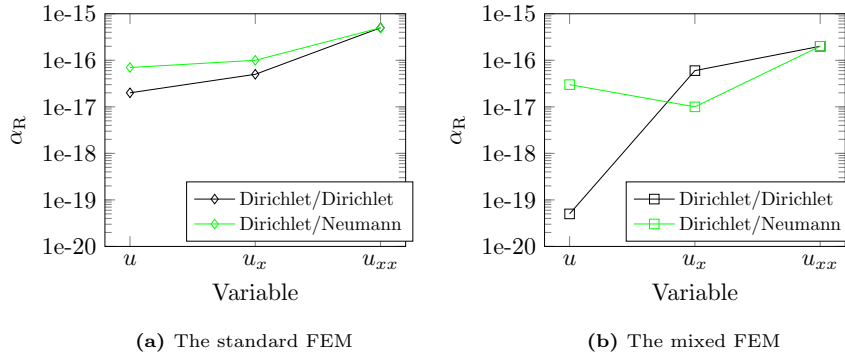 1e-15
1e-16
1e-17
1e-18
1e-19
1e-20
αR
Dirichlet/Dirichlet
Dirichlet/Neumann
u
ux
uxx
Variable
(a) The standard FEM
1e-15
1e-16
1e-17
1e-18
1e-19
1e-20
αR
Dirichlet/Dirichlet
Dirichlet/Neumann
u
ux
uxx
Variable
(b) The mixed FEM